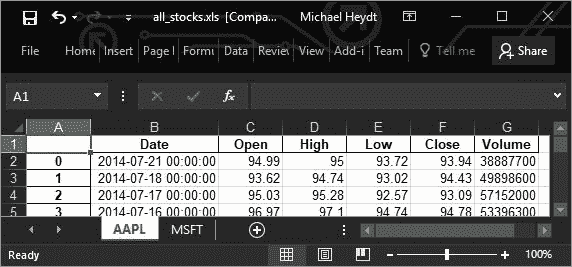 all_stocks.xls [Compa... Michael Heydt
File Home Insert Page l Formu Data Review View Add-i Team Tell me Share
A1 fx
A B C D E F G
1 Date Open High Low Close Volume
2 0 2014-07-21 00:00:00 94.99 95 93.72 93.94 38887700
3 1 2014-07-18 00:00:00 93.62 94.74 93.02 94.43 49898600
4 2 2014-07-17 00:00:00 95.03 95.28 92.57 93.09 57152000
5 3 2014-07-16 00:00:00 96.97 97.1 94.74 94.78 53396300
AAPL MSFT
Ready 100%